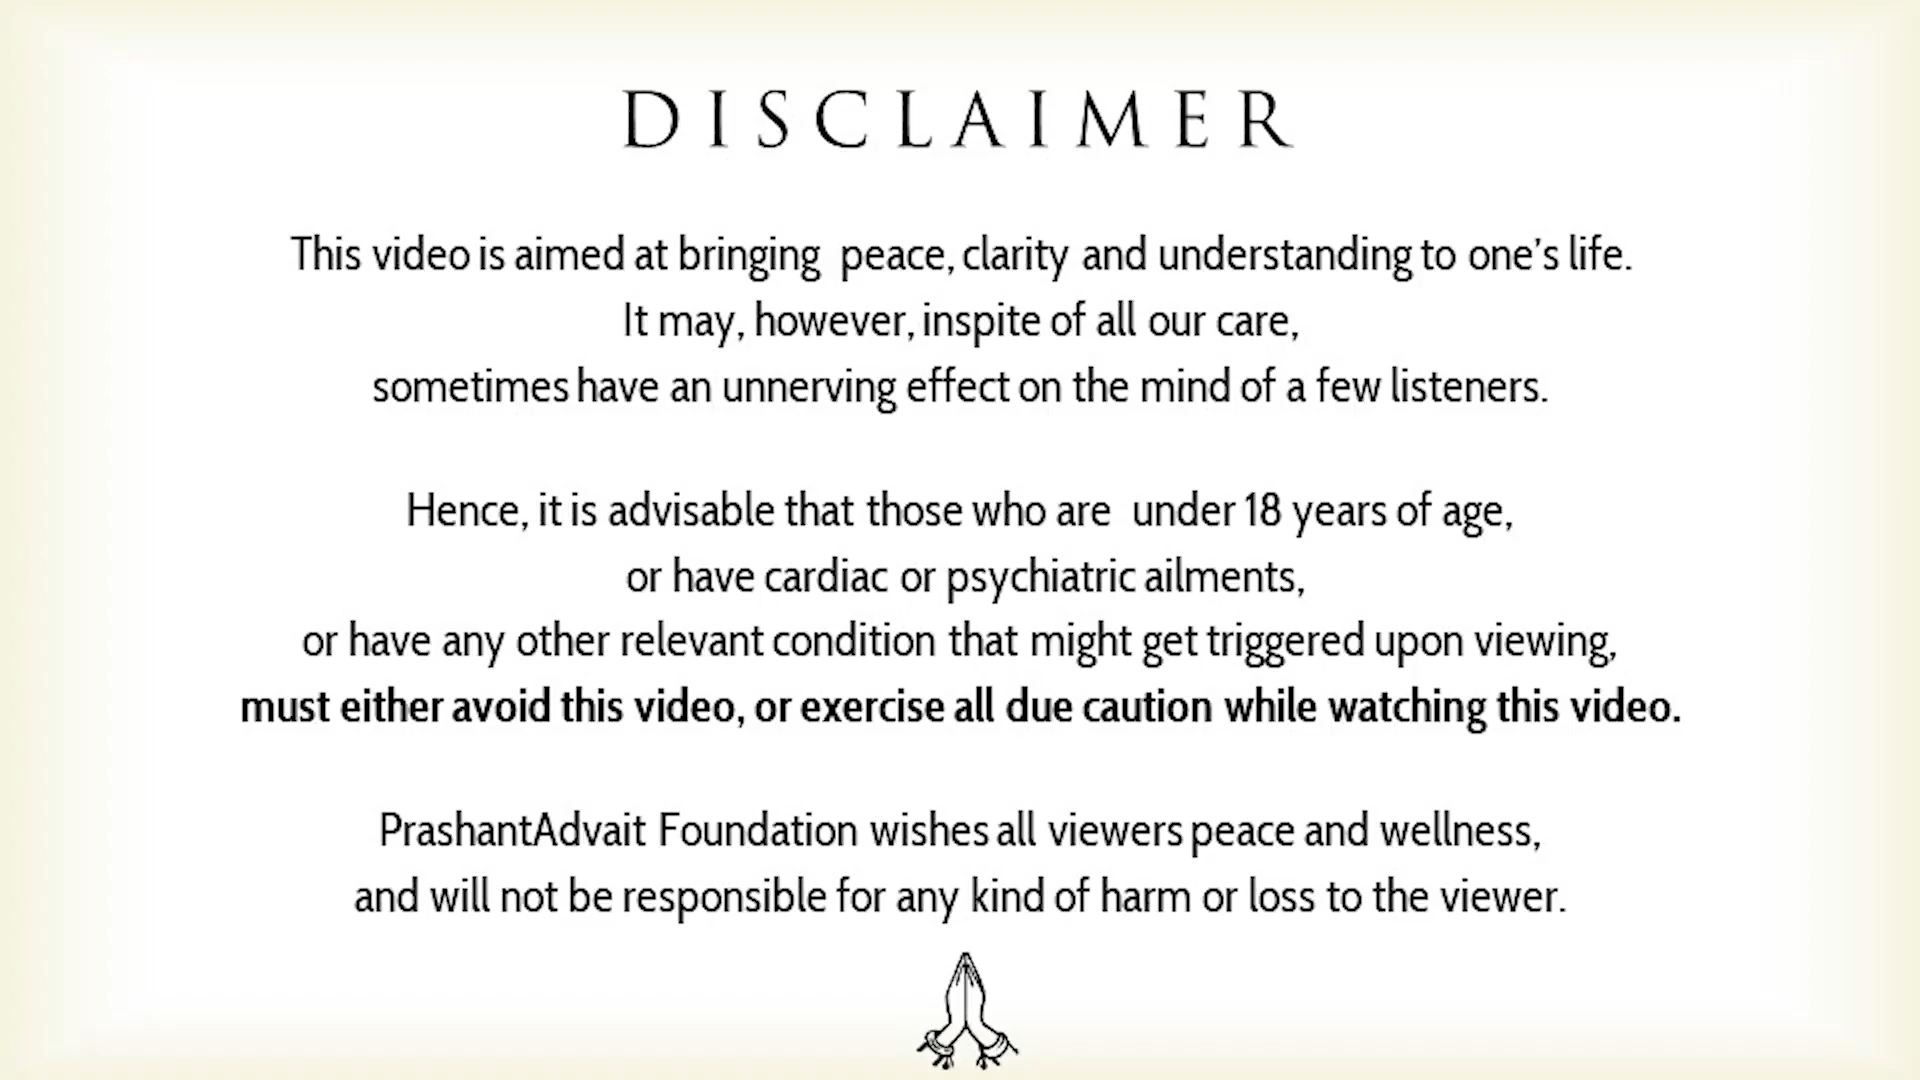 DISCLAIMER
This video is aimed at bringing peace, clarity and understanding to one's life.
It may, however, inspite of all our care,
sometimes have an unnerving effect on the mind of a few listeners.
Hence, it is advisable that those who are under 18 years of age,
or have cardiac or psychiatric ailments,
or have any other relevant condition that might get triggered upon viewing,
must either avoid this video, or exercise all due caution while watching this video.
PrashantAdvait Foundation wishes all viewers peace and wellness,
and will not be responsible for any kind of harm or loss to the viewer.